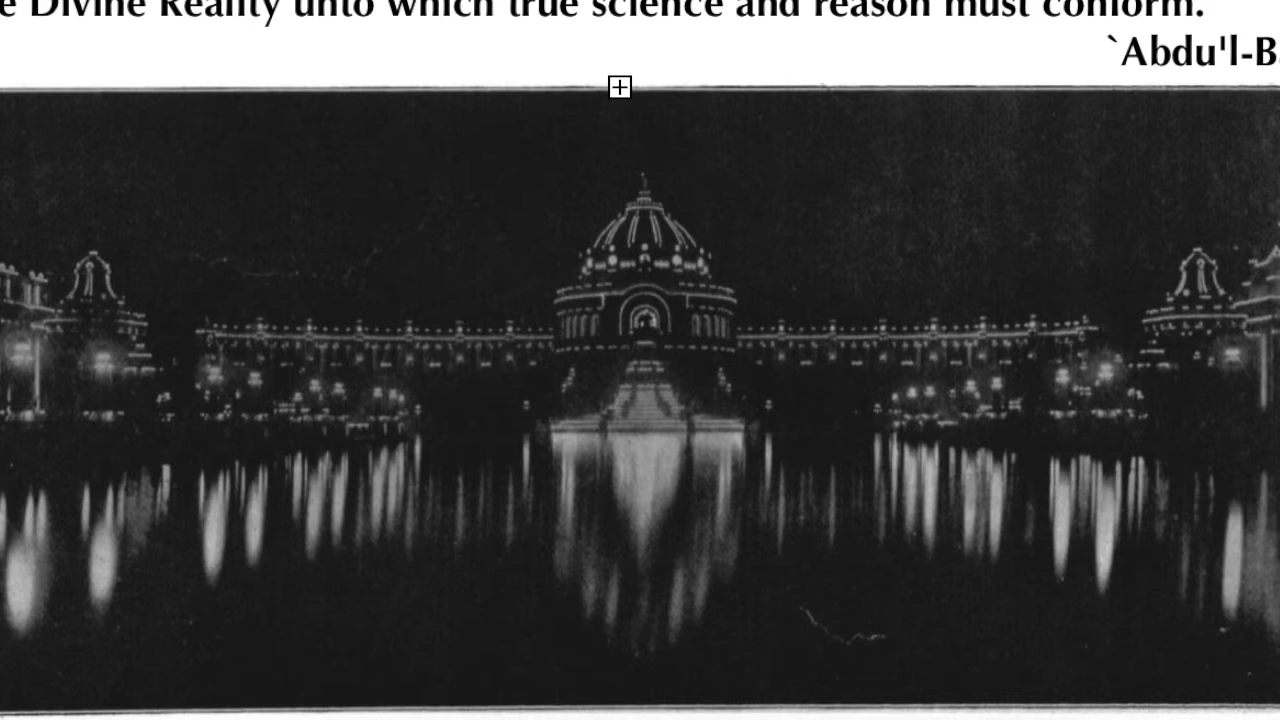 e Divine Reality unto which true science and reason must conform.
`Abdu'l-B